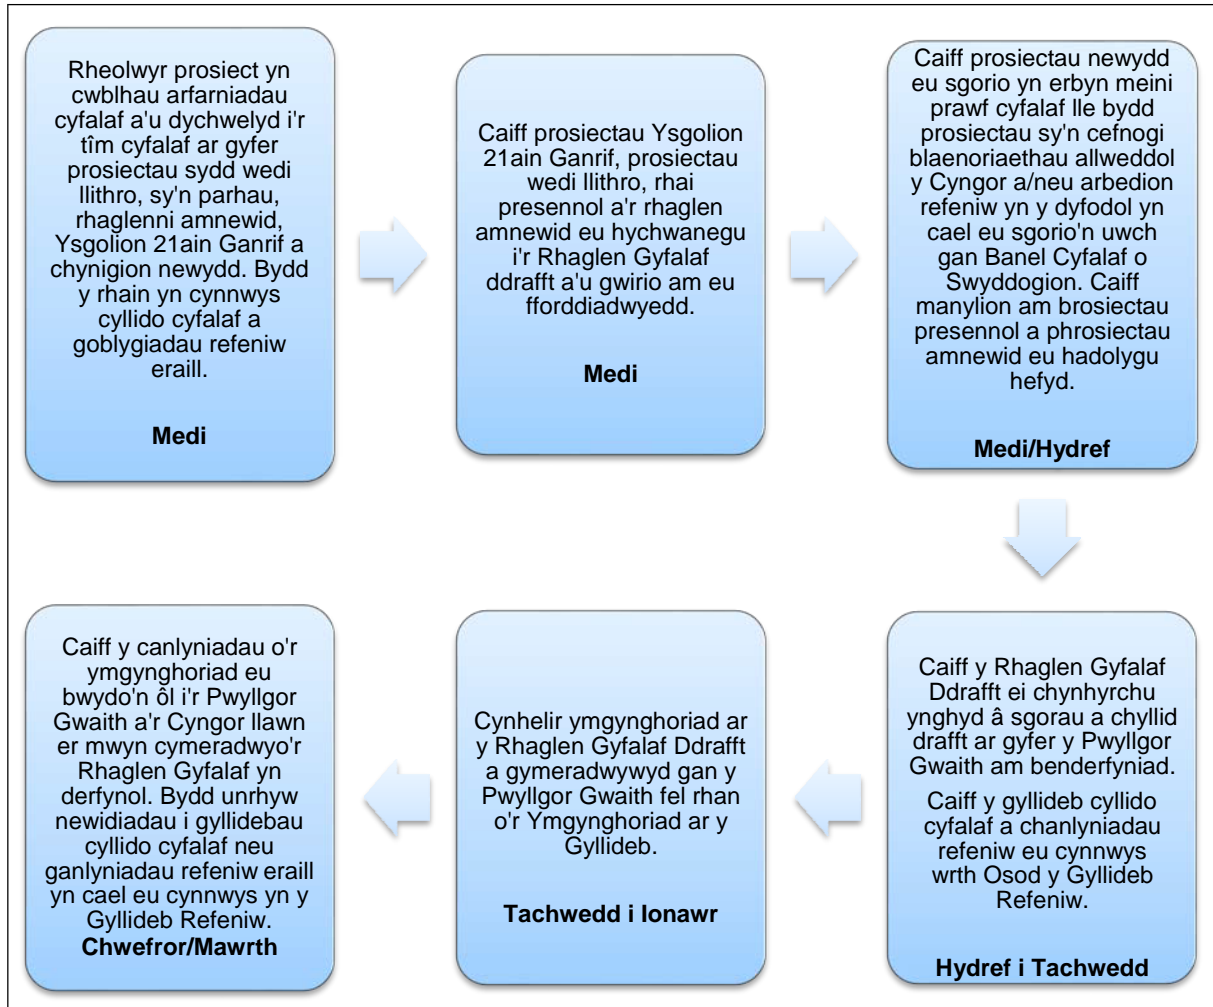 Rheolwyr prosiect yn
cwblhau arfarniadau
cyfalaf a'u dychwelyd i'r
tîm cyfalaf ar gyfer
prosiectau sydd wedi
llithro, sy'n parhau,
rhaglenni amnewid,
Ysgolion 21ain Ganrif a
chynigion newydd. Bydd
y rhain yn cynnwys
cyllido cyfalaf a
goblygiadau refeniw
eraill.
Medi
Caiff prosiectau Ysgolion
21ain Ganrif, prosiectau
wedi llithro, rhai
presennol a'r rhaglen
amnewid eu hychwanegu
i'r Rhaglen Gyfalaf
ddrafft a'u gwirio am eu
fforddiadwyedd.
Medi
Caiff prosiectau newydd
eu sgorio yn erbyn meini
prawf cyfalaf lle bydd
prosiectau sy'n cefnogi
blaenoriaethau allweddol
y Cyngor a/neu arbedion
refeniw yn y dyfodol yn
cael eu sgorio'n uwch
gan Banel Cyfalaf o
Swyddogion. Caiff
manylion am brosiectau
presennol a phrosiectau
amnewid eu hadolygu
hefyd.
Medi/Hydref
Caiff y Rhaglen Gyfalaf
Ddrafft ei chynhyrchu
ynghyd â sgorau a chyllid
drafft ar gyfer y Pwyllgor
Gwaith am benderfyniad.
Caiff y gyllideb cyllido
cyfalaf a chanlyniadau
refeniw eu cynnwys
wrth Osod y Gyllideb
Refeniw.
Hydref i Tachwedd
Cynhelir ymgynghoriad ar
y Rhaglen Gyfalaf Ddrafft
a gymeradwywyd gan y
Pwyllgor Gwaith fel rhan
o'r Ymgynghoriad ar y
Gyllideb.
Tachwedd i Ionawr
Caiff y canlyniadau o'r
ymgynghoriad eu
bwydo'n ôl i'r Pwyllgor
Gwaith a'r Cyngor llawn
er mwyn cymeradwyo'r
Rhaglen Gyfalaf yn
derfynol. Bydd unrhyw
newidiadau i gyllidebau
cyllido cyfalaf neu
ganlyniadau refeniw eraill
yn cael eu cynnwys yn y
Gyllideb Refeniw.
Chwefror/Mawrth